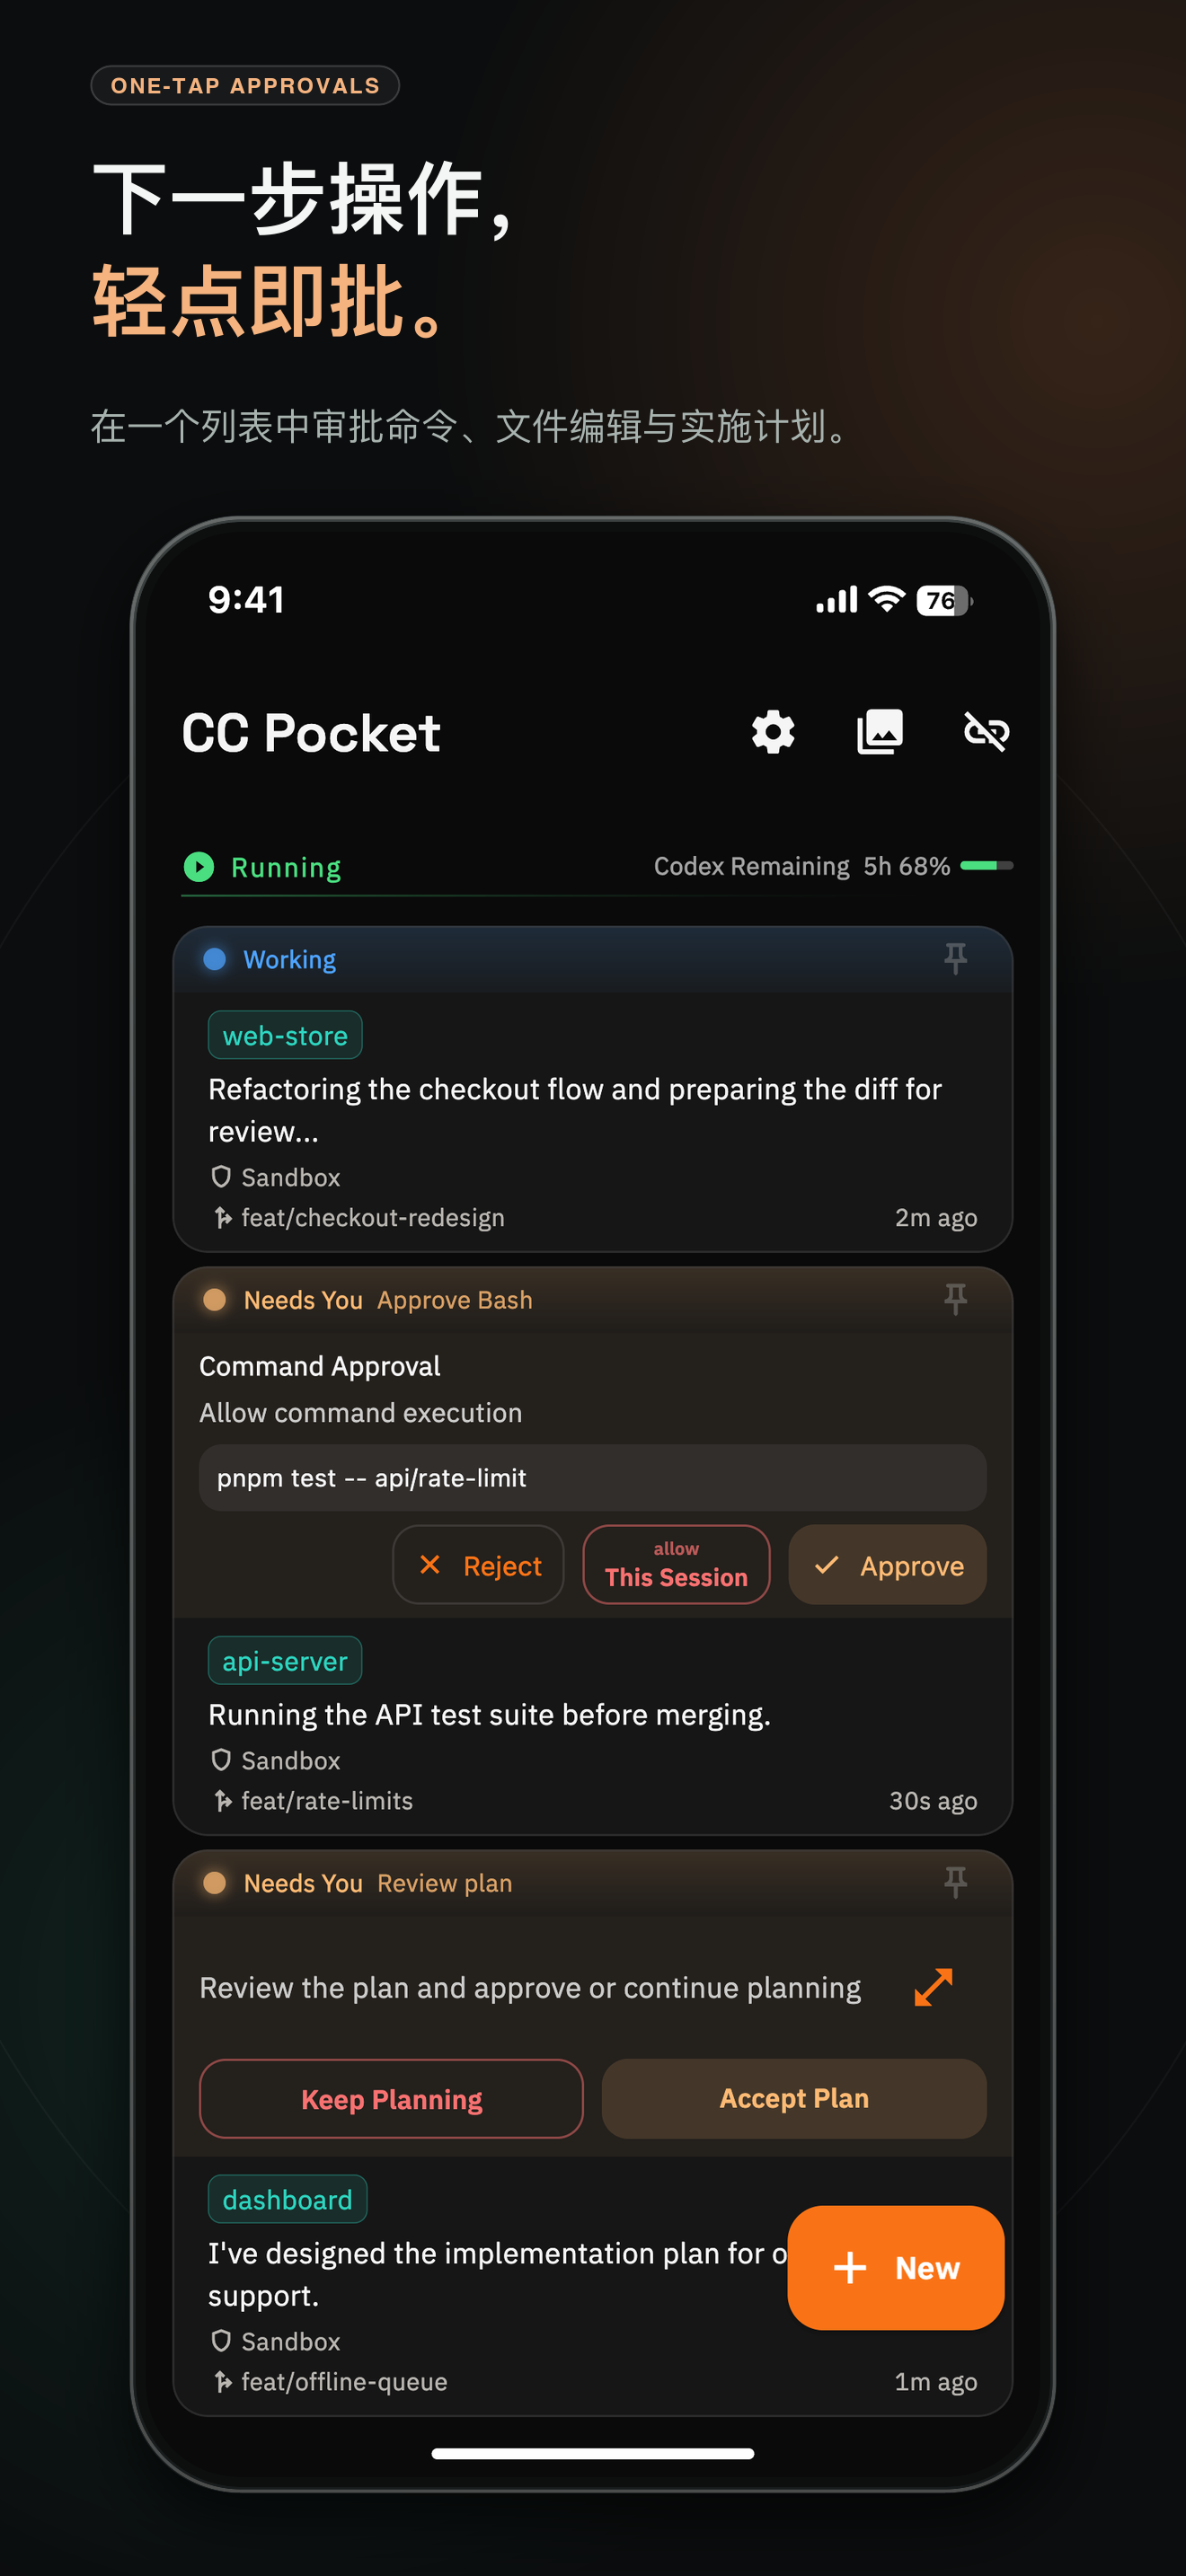 ONE-TAP APPROVALS
下一步操作，
轻点即批。
在一个列表中审批命令、文件编辑与实施计划。
9:41
76
CC Pocket
Running
Codex Remaining 5h 68%
Working
web-store
Refactoring the checkout flow and preparing the diff for
review...
Sandbox
feat/checkout-redesign
2m ago
Needs You Approve Bash
Command Approval
Allow command execution
pnpm test -- api/rate-limit
Reject
allow
This Session
Approve
api-server
Running the API test suite before merging.
Sandbox
feat/rate-limits
30s ago
Needs You Review plan
Review the plan and approve or continue planning
Keep Planning
Accept Plan
dashboard
I've designed the implementation plan for
support.
New
Sandbox
feat/offline-queue
1m ago